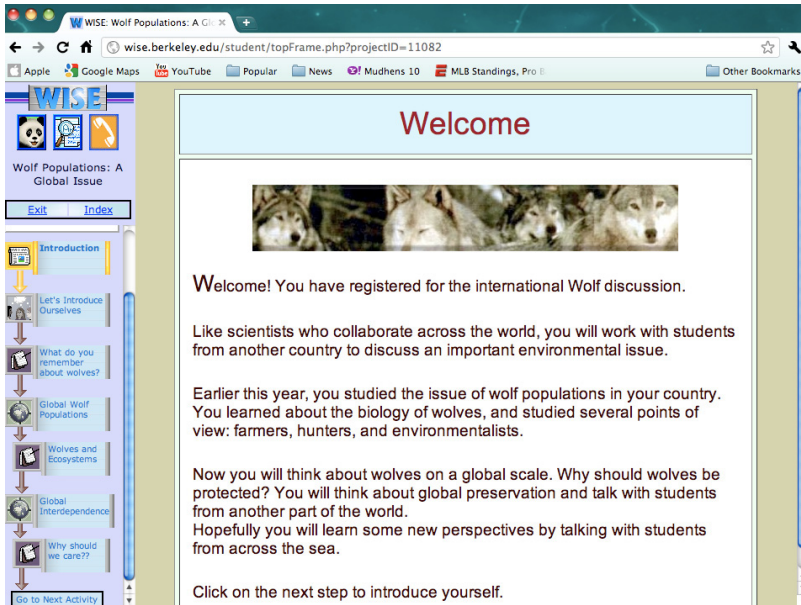 WISE: Wolf Populations: A Glo
wise.berkeley.edu/student/topFrame.php?projectID=11082
Apple Google Maps YouTube Popular News Mudhens 10 MLB Standings, Pro B Other Bookmarks
WISE
Wolf Populations: A
Global Issue
Exit Index
Introduction
Let's Introduce
Ourselves
What do you
remember
about wolves?
Global Wolf
Populations
Wolves and
Ecosystems
Global
Interdependence
Why should
we care??
Go to Next Activity
Welcome
Welcome! You have registered for the international Wolf discussion.
Like scientists who collaborate across the world, you will work with students
from another country to discuss an important environmental issue.
Earlier this year, you studied the issue of wolf populations in your country.
You learned about the biology of wolves, and studied several points of
view: farmers, hunters, and environmentalists.
Now you will think about wolves on a global scale. Why should wolves be
protected? You will think about global preservation and talk with students
from another part of the world.
Hopefully you will learn some new perspectives by talking with students
from across the sea.
Click on the next step to introduce yourself.